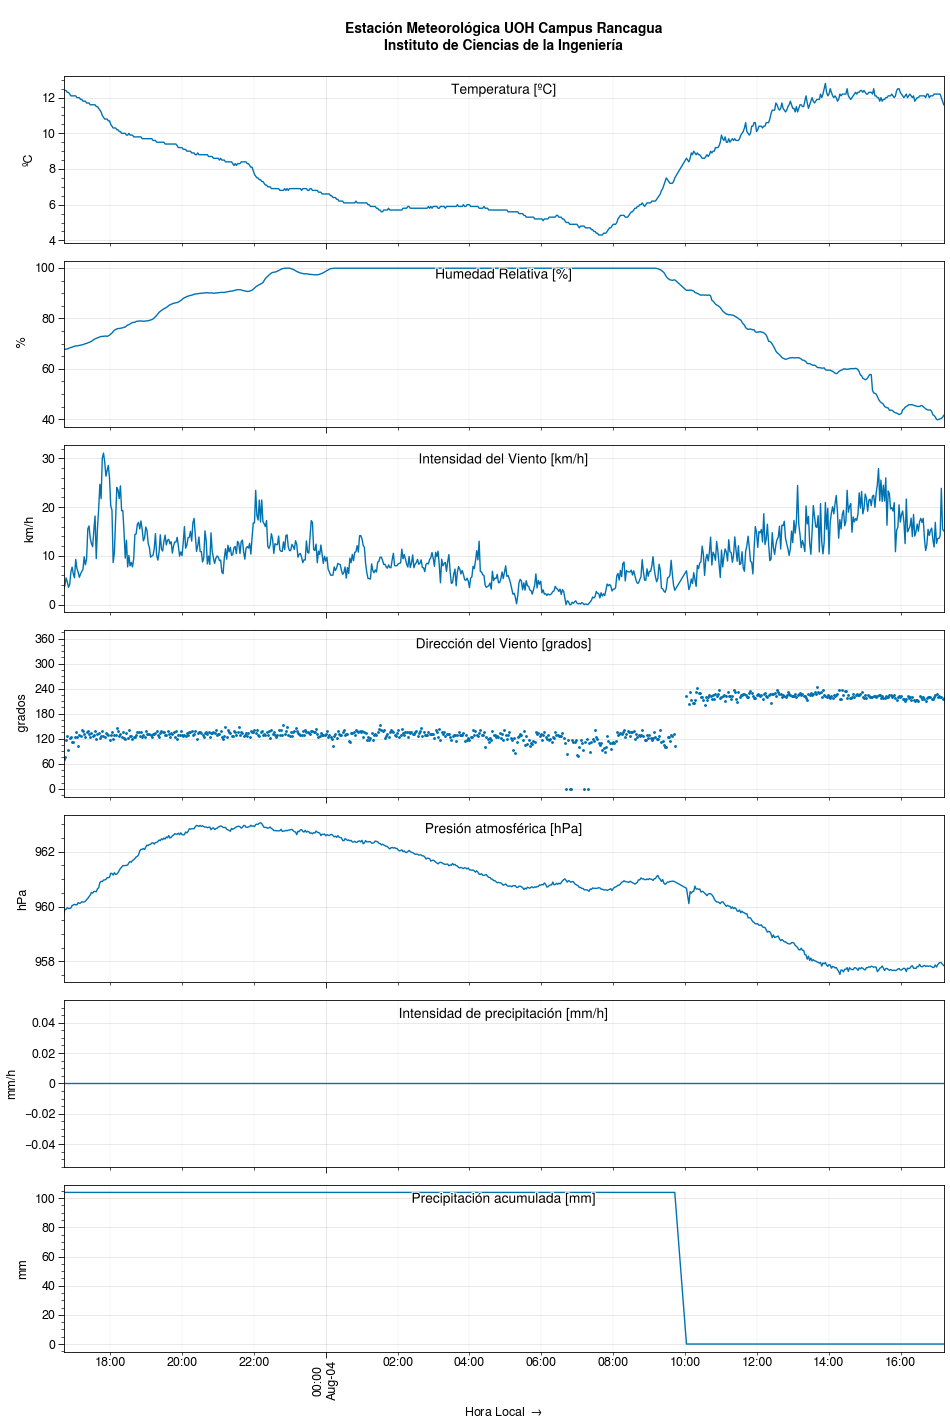 Estación Meteorológica UOH Campus Rancagua
Instituto de Ciencias de la Ingeniería
Temperatura [ºC]
ºC
12
10
8
6
4
Humedad Relativa [%]
%
100
80
60
40
Intensidad del Viento [km/h]
km/h
30
20
10
0
Dirección del Viento [grados]
grados
360
300
240
180
120
60
0
Presión atmosférica [hPa]
hPa
962
960
958
Intensidad de precipitación [mm/h]
mm/h
0.04
0.02
0
−0.02
−0.04
Precipitación acumulada [mm]
mm
100
80
60
40
20
0
18:00
20:00
22:00
00:00
Aug-04
02:00
04:00
06:00
08:00
10:00
12:00
14:00
16:00
Hora Local →